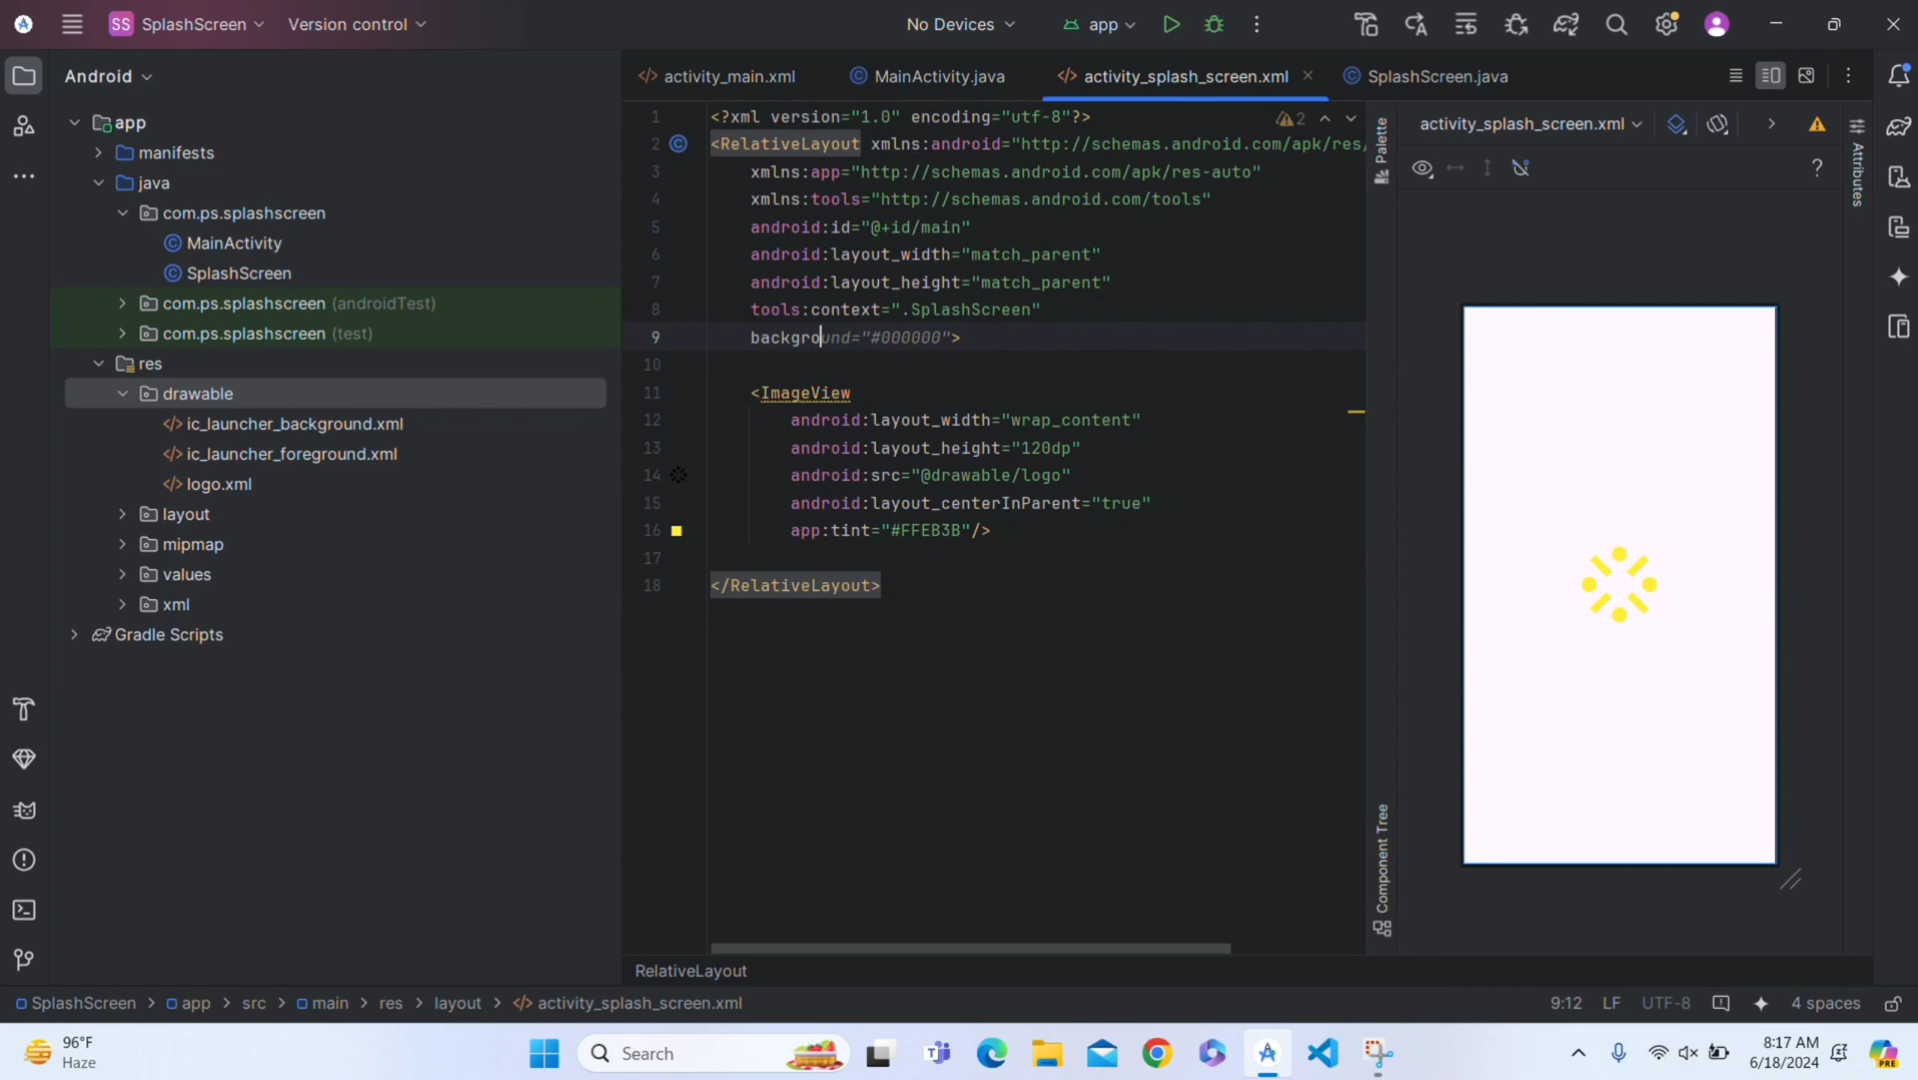 SS SplashScreen Version control No Devices app
Android
activity_main.xml MainActivity.java activity_splash_screen.xml SplashScreen.java
app
manifests
java
com.ps.splashscreen
MainActivity
SplashScreen
com.ps.splashscreen (androidTest)
com.ps.splashscreen (test)
res
drawable
ic_launcher_background.xml
ic_launcher_foreground.xml
logo.xml
layout
mipmap
values
xml
Gradle Scripts
1 <?xml version="1.0" encoding="utf-8"?> 2
2 <RelativeLayout xmlns:android="http://schemas.android.com/apk/res/
3 xmlns:app="http://schemas.android.com/apk/res-auto"
4 xmlns:tools="http://schemas.android.com/tools"
5 android:id="@+id/main"
6 android:layout_width="match_parent"
7 android:layout_height="match_parent"
8 tools:context=".SplashScreen"
9 background="#000000">
10
11 <ImageView
12 android:layout_width="wrap_content"
13 android:layout_height="120dp"
14 android:src="@drawable/logo"
15 android:layout_centerInParent="true"
16 app:tint="#FFEB3B"/>
17
18 </RelativeLayout>
Palette
Component Tree
activity_splash_screen.xml
?
Attributes
RelativeLayout
SplashScreen app src main res layout activity_splash_screen.xml 9:12 LF UTF-8 4 spaces
96°F
Haze
Search
8:17 AM
6/18/2024
PRE